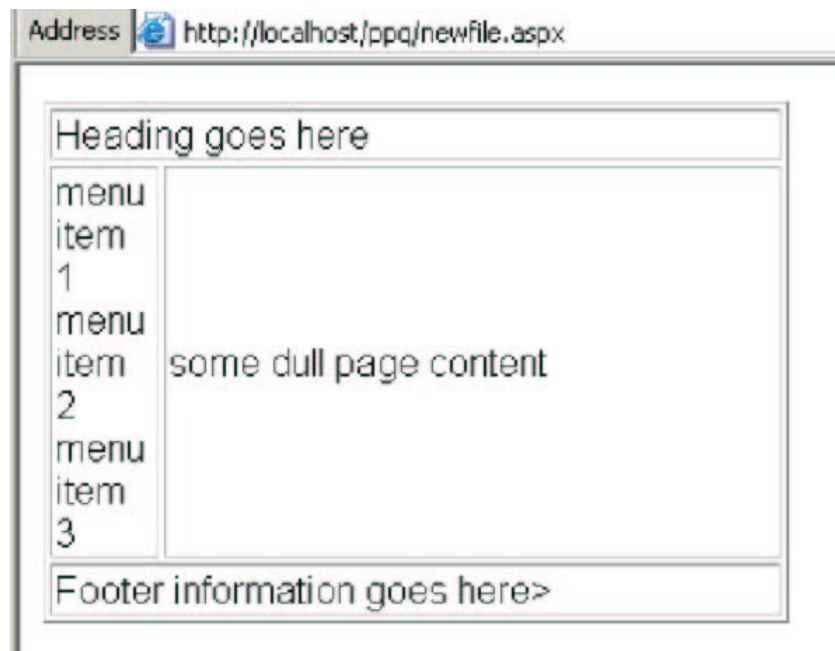 Address http://localhost/ppq/newfile.aspx
Heading goes here
menu
item
1
menu
item
2
menu
item
3
some dull page content
Footer information goes here>